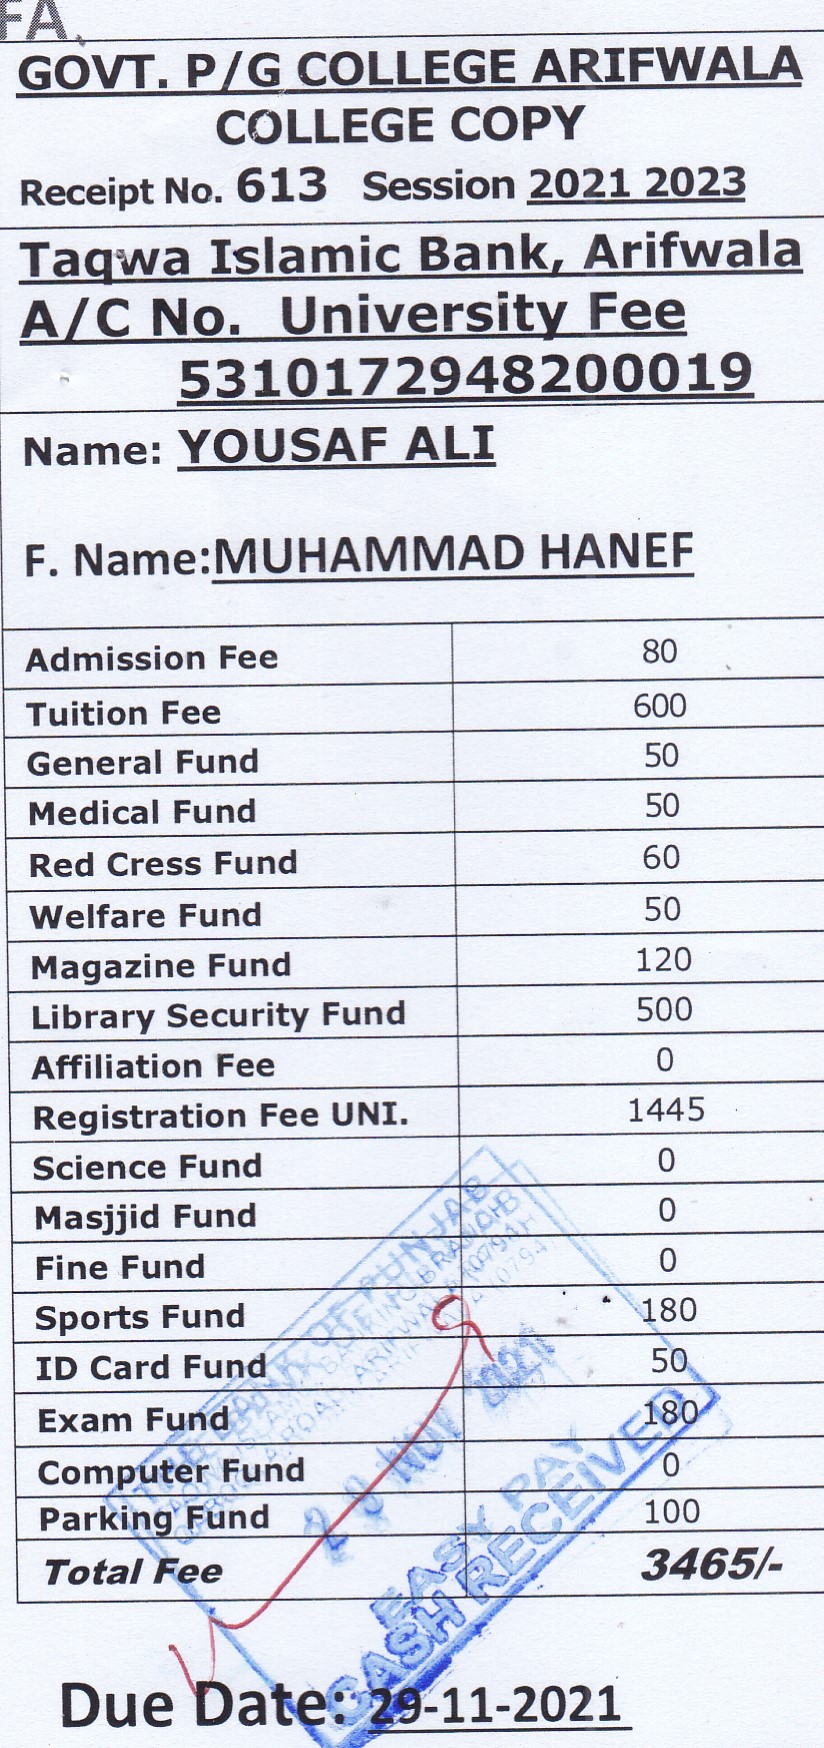 FA.
GOVT. P/G COLLEGE ARIFWALA
COLLEGE COPY
Receipt No. 613 Session 2021 2023
Taqwa Islamic Bank, Arifwala
A/C No. University Fee
5310172948200019
Name: YOUSAF ALI
F. Name:MUHAMMAD HANEF
Admission Fee 80
Tuition Fee 600
General Fund 50
Medical Fund 50
Red Cress Fund 60
Welfare Fund 50
Magazine Fund 120
Library Security Fund 500
Affiliation Fee 0
Registration Fee UNI. 1445
Science Fund 0
Masjjid Fund 0
Fine Fund 0
Sports Fund 180
ID Card Fund 50
Exam Fund 180
Computer Fund 0
Parking Fund 100
Total Fee 3465/-
Due Date: 29-11-2021
THE BANK OF PUNJAB
NOV 2021
EASY PAY
CASH RECEIVED